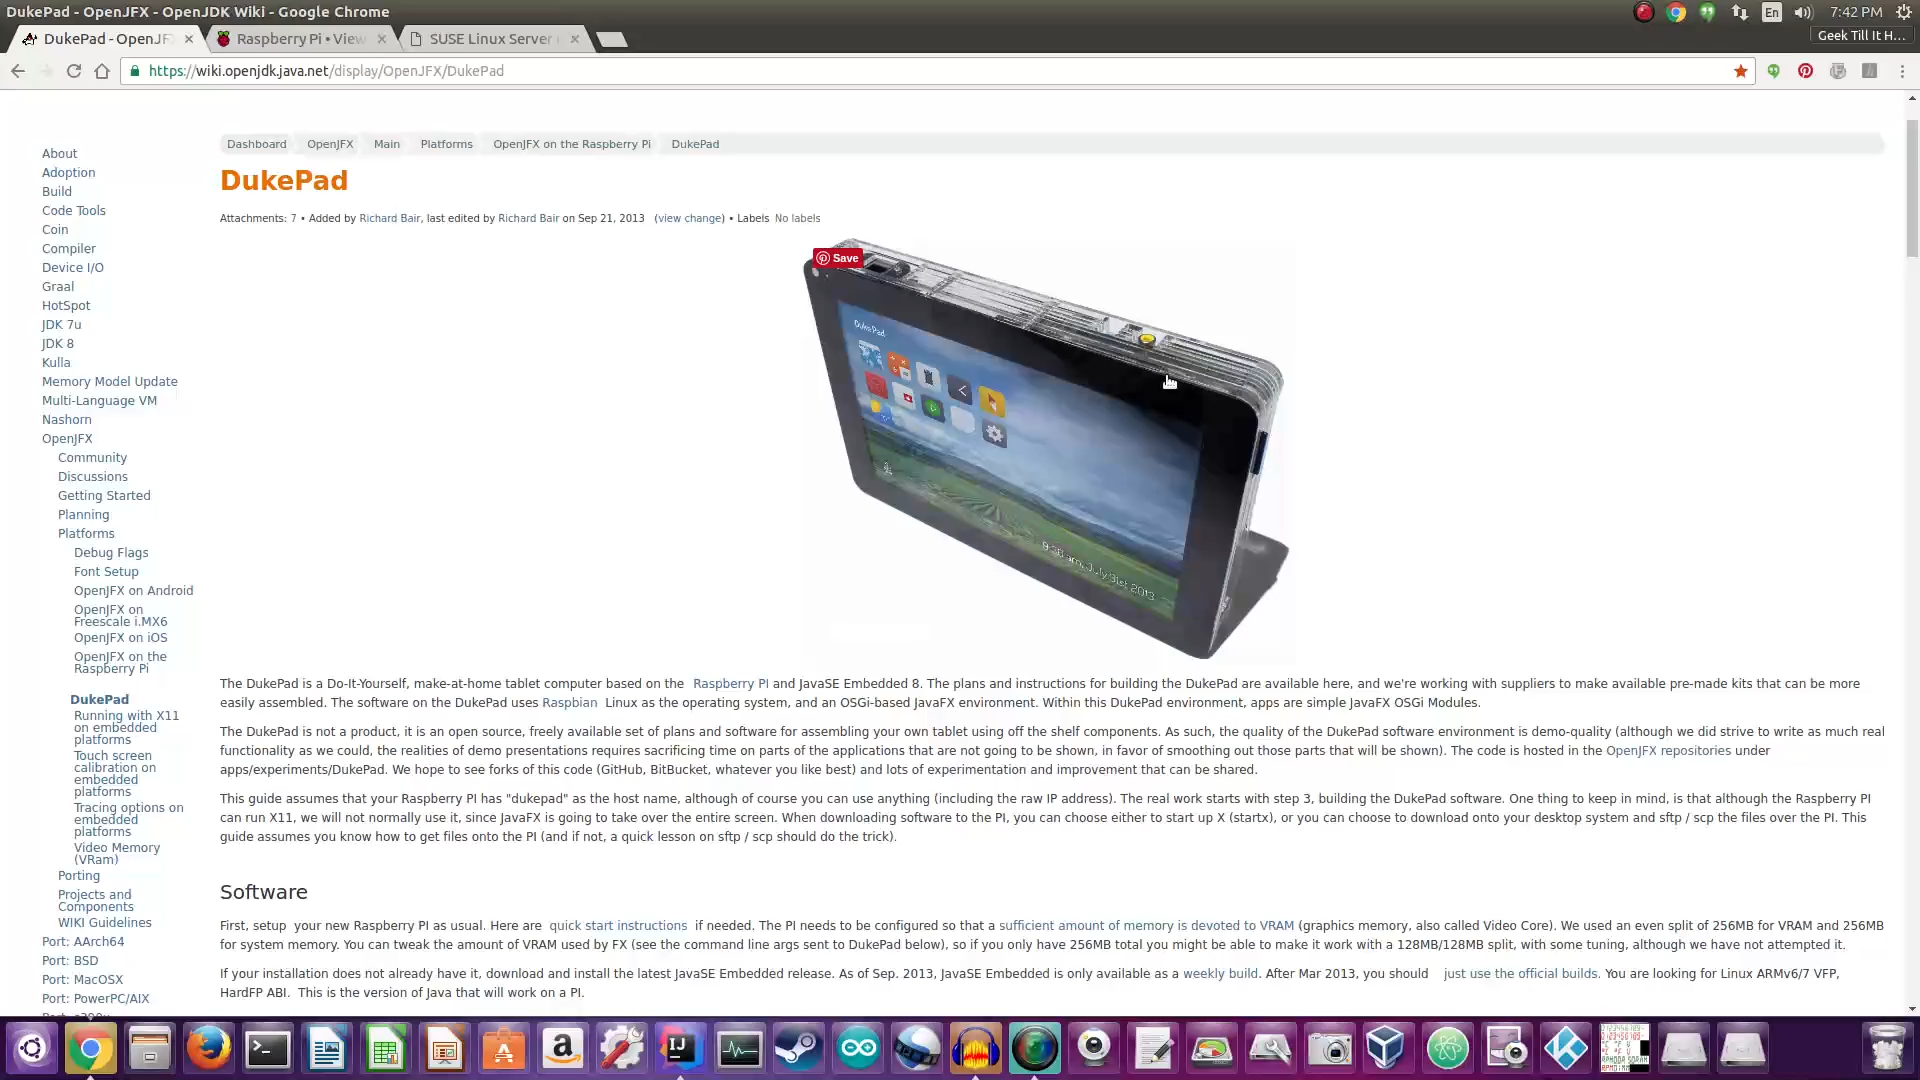 DukePad - OpenJFX - OpenJDK Wiki - Google Chrome
En
7:42 PM
DukePad - OpenJF
Raspberry Pi • View
SUSE Linux Server
Geek Till It H...
https://wiki.openjdk.java.net/display/OpenJFX/DukePad
Dashboard OpenJFX Main Platforms OpenJFX on the Raspberry Pi DukePad
About
Adoption
Build
Code Tools
Coin
Compiler
Device I/O
Graal
HotSpot
JDK 7u
JDK 8
Kulla
Memory Model Update
Multi-Language VM
Nashorn
OpenJFX
Community
Discussions
Getting Started
Planning
Platforms
Debug Flags
Font Setup
OpenJFX on Android
OpenJFX on
Freescale i.MX6
OpenJFX on iOS
OpenJFX on the
Raspberry Pi
DukePad
Running with X11
on embedded
platforms
Touch screen
calibration on
embedded
platforms
Tracing options on
embedded
platforms
Video Memory
(VRam)
Porting
Projects and
Components
WIKI Guidelines
Port: AArch64
Port: BSD
Port: MacOSX
Port: PowerPC/AIX
DukePad
Attachments: 7 • Added by Richard Bair, last edited by Richard Bair on Sep 21, 2013 (view change) • Labels No labels
Save
DukePad
July 31st 2013
The DukePad is a Do-It-Yourself, make-at-home tablet computer based on the Raspberry PI and JavaSE Embedded 8. The plans and instructions for building the DukePad are available here, and we're working with suppliers to make available pre-made kits that can be more
easily assembled. The software on the DukePad uses Raspbian Linux as the operating system, and an OSGi-based JavaFX environment. Within this DukePad environment, apps are simple JavaFX OSGi Modules.
The DukePad is not a product, it is an open source, freely available set of plans and software for assembling your own tablet using off the shelf components. As such, the quality of the DukePad software environment is demo-quality (although we did strive to write as much real
functionality as we could, the realities of demo presentations requires sacrificing time on parts of the applications that are not going to be shown, in favor of smoothing out those parts that will be shown). The code is hosted in the OpenJFX repositories under
apps/experiments/DukePad. We hope to see forks of this code (GitHub, BitBucket, whatever you like best) and lots of experimentation and improvement that can be shared.
This guide assumes that your Raspberry PI has "dukepad" as the host name, although of course you can use anything (including the raw IP address). The real work starts with step 3, building the DukePad software. One thing to keep in mind, is that although the Raspberry PI
can run X11, we will not normally use it, since JavaFX is going to take over the entire screen. When downloading software to the PI, you can choose either to start up X (startx), or you can choose to download onto your desktop system and sftp / scp the files over the PI. This
guide assumes you know how to get files onto the PI (and if not, a quick lesson on sftp / scp should do the trick).
Software
First, setup your new Raspberry PI as usual. Here are quick start instructions if needed. The PI needs to be configured so that a sufficient amount of memory is devoted to VRAM (graphics memory, also called Video Core). We used an even split of 256MB for VRAM and 256MB
for system memory. You can tweak the amount of VRAM used by FX (see the command line args sent to DukePad below), so if you only have 256MB total you might be able to make it work with a 128MB/128MB split, with some tuning, although we have not attempted it.
If your installation does not already have it, download and install the latest JavaSE Embedded release. As of Sep. 2013, JavaSE Embedded is only available as a weekly build. After Mar 2013, you should just use the official builds. You are looking for Linux ARMv6/7 VFP,
HardFP ABI. This is the version of Java that will work on a PI.